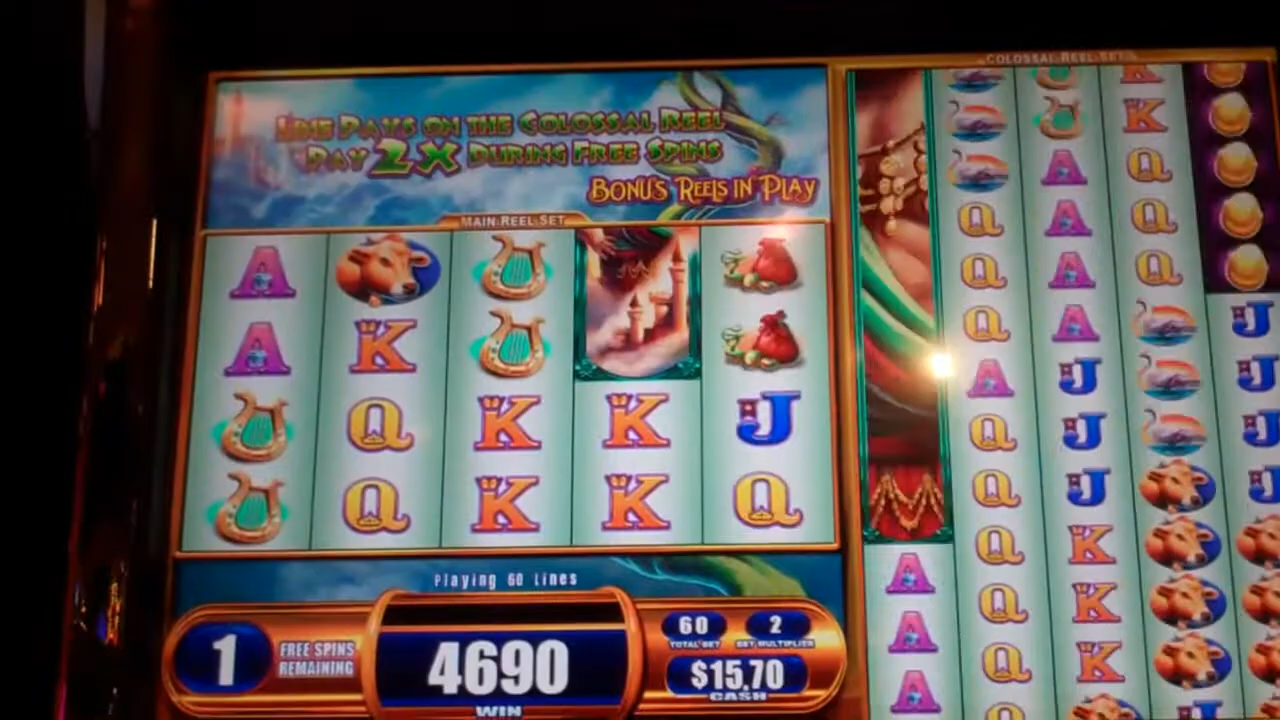 COLOSSAL REEL SET
LINE PAYS ON THE COLOSSAL REEL
PAY 2X DURING FREE SPINS
BONUS REELS IN PLAY
MAIN REEL SET
A K
K
A Q
A Q
Q A Q
Q A
A K Q A J
A J J
Q K K J Q J J
Q J
Q K K Q Q K
A Q K
A Q K
A Q J
Playing 60 Lines
1
FREE SPINS
REMAINING
4690
WIN
60
TOTAL BET
2
BET MULTIPLIER
$15.70
CASH